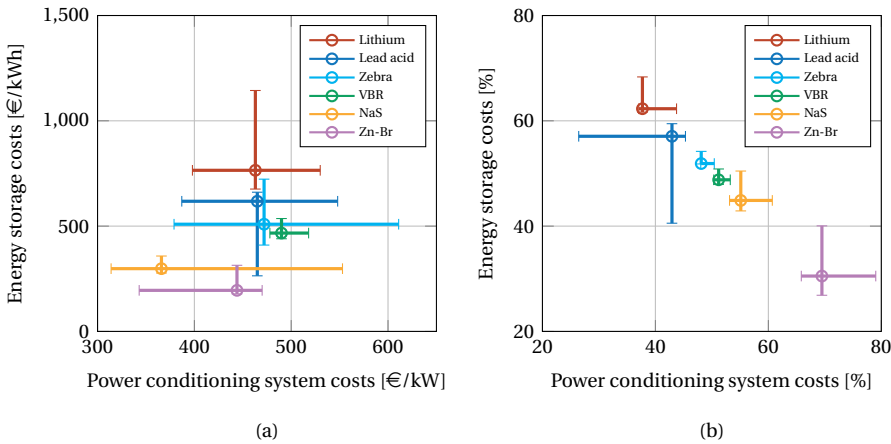 1,500
1,000
500
0
300
400
500
600
Energy storage costs [€/kWh]
Power conditioning system costs [€/kW]
Lithium
Lead acid
Zebra
VBR
NaS
Zn-Br
(a)
80
60
40
20
20
40
60
80
Energy storage costs [%]
Power conditioning system costs [%]
Lithium
Lead acid
Zebra
VBR
NaS
Zn-Br
(b)